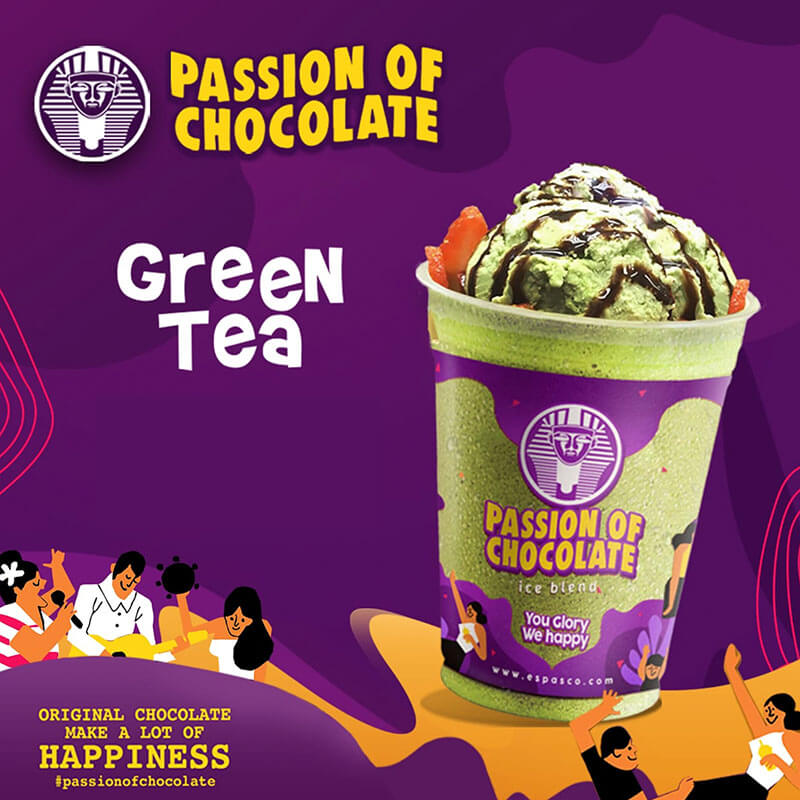 PASSION OF
CHOCOLATE
GreeN
Tea
PASSION OF
CHOCOLATE
ice blend
You Glory
We happy
www.espasco.com
ORIGINAL CHOCOLATE
MAKE A LOT OF
HAPPINESS
#passionofchocolate